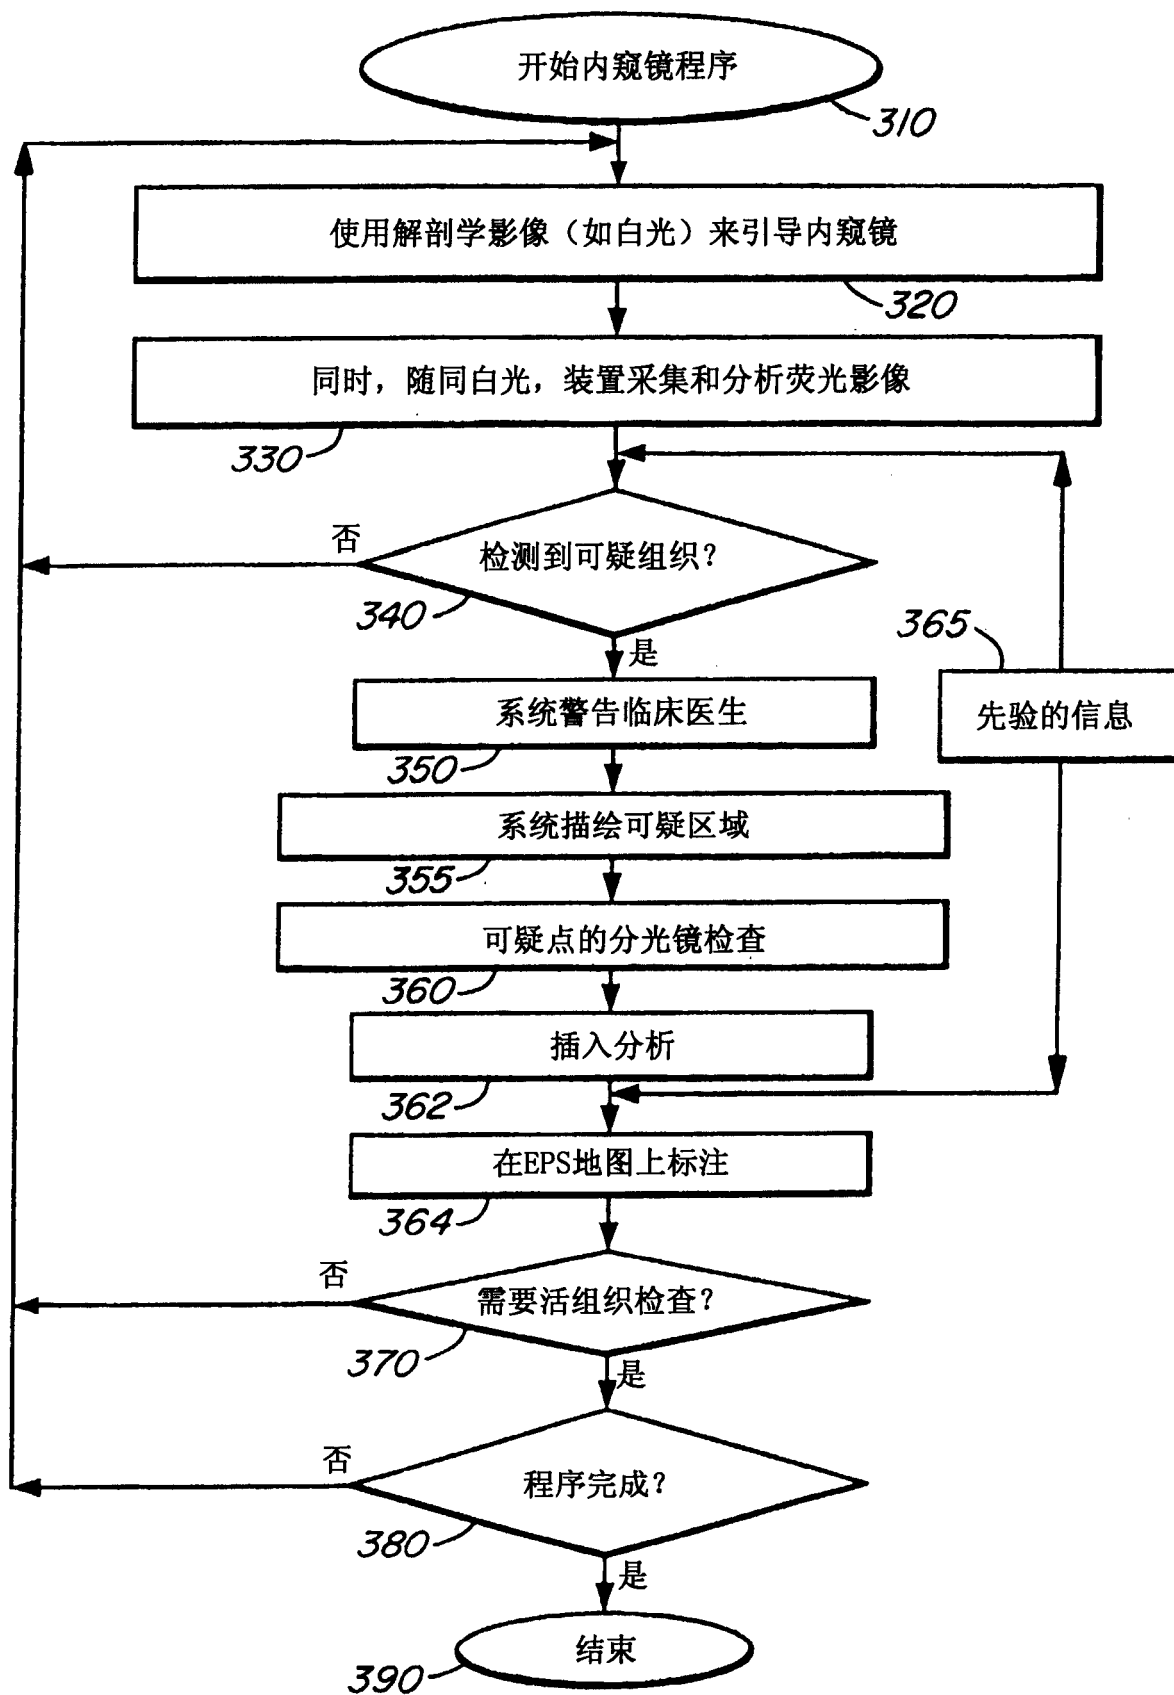 开始内窥镜程序
310
使用解剖学影像（如白光）来引导内窥镜
320
同时，随同白光，装置采集和分析荧光影像
330
否
检测到可疑组织？
340
是
365
先验的信息
系统警告临床医生
350
系统描绘可疑区域
355
可疑点的分光镜检查
360
插入分析
362
在EPS地图上标注
364
否
需要活组织检查？
370
是
否
程序完成？
380
是
结束
390